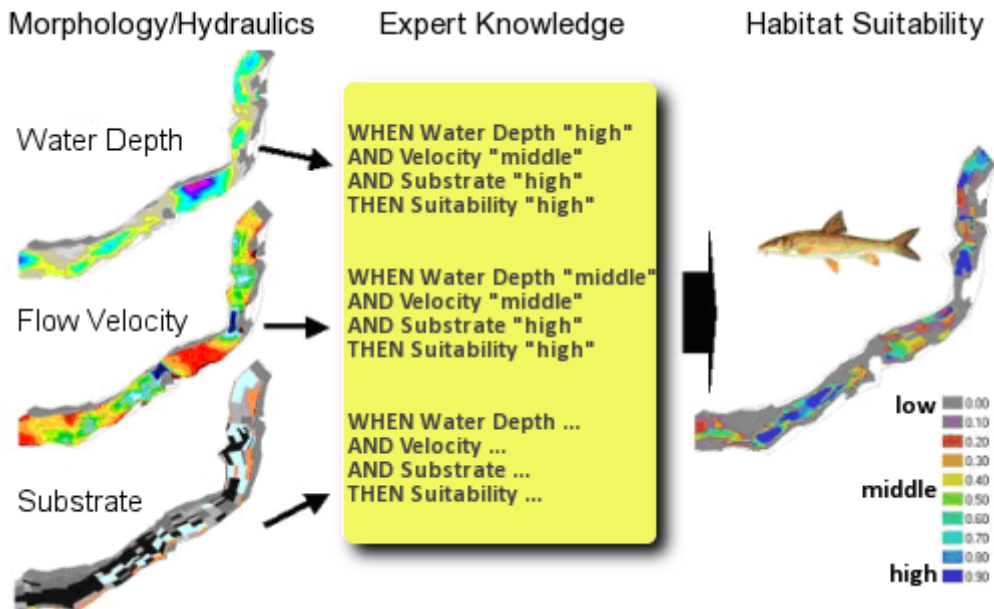 Morphology/Hydraulics
Expert Knowledge
Habitat Suitability
Water Depth
Flow Velocity
Substrate
WHEN Water Depth "high"
AND Velocity "middle"
AND Substrate "high"
THEN Suitability "high"
WHEN Water Depth "middle"
AND Velocity "middle"
AND Substrate "high"
THEN Suitability "high"
WHEN Water Depth ...
AND Velocity ...
AND Substrate ...
THEN Suitability ...
low 0.00
0.10
0.20
0.30
middle 0.40
0.50
0.60
0.70
0.80
high 0.90